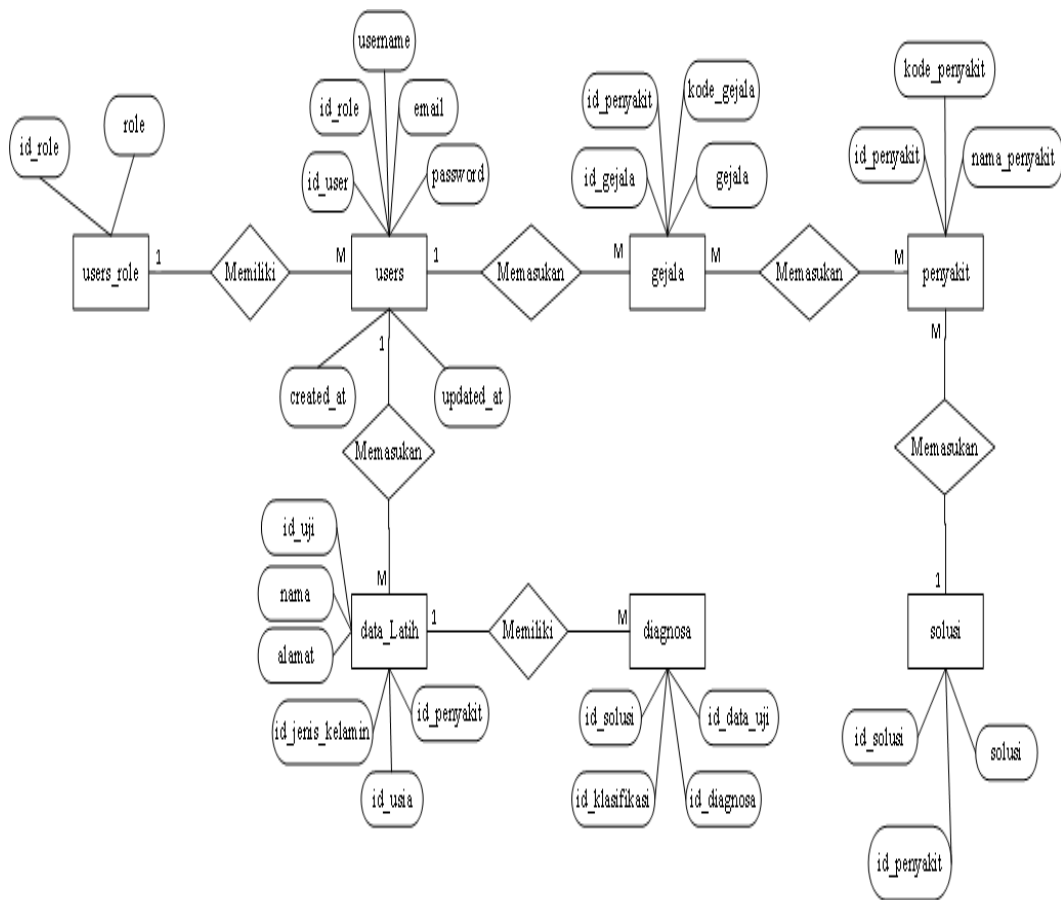 username
kode_penyakit
id_penyakit
kode_gejala
id_role
email
role
id_role
id_penyakit
nama_penyakit
id_user
password
id_gejala
gejala
users_role
1
Memiliki
M
users
1
Memasukan
M
gejala
M
Memasukan
M
penyakit
1
M
created_at
updated_at
Memasukan
Memasukan
id_uji
nama
alamat
M
data_Latih
1
Memiliki
M
diagnosa
1
solusi
id_jenis_kelamin
id_penyakit
id_usia
id_solusi
id_data_uji
id_klasifikasi
id_diagnosa
id_solusi
solusi
id_penyakit